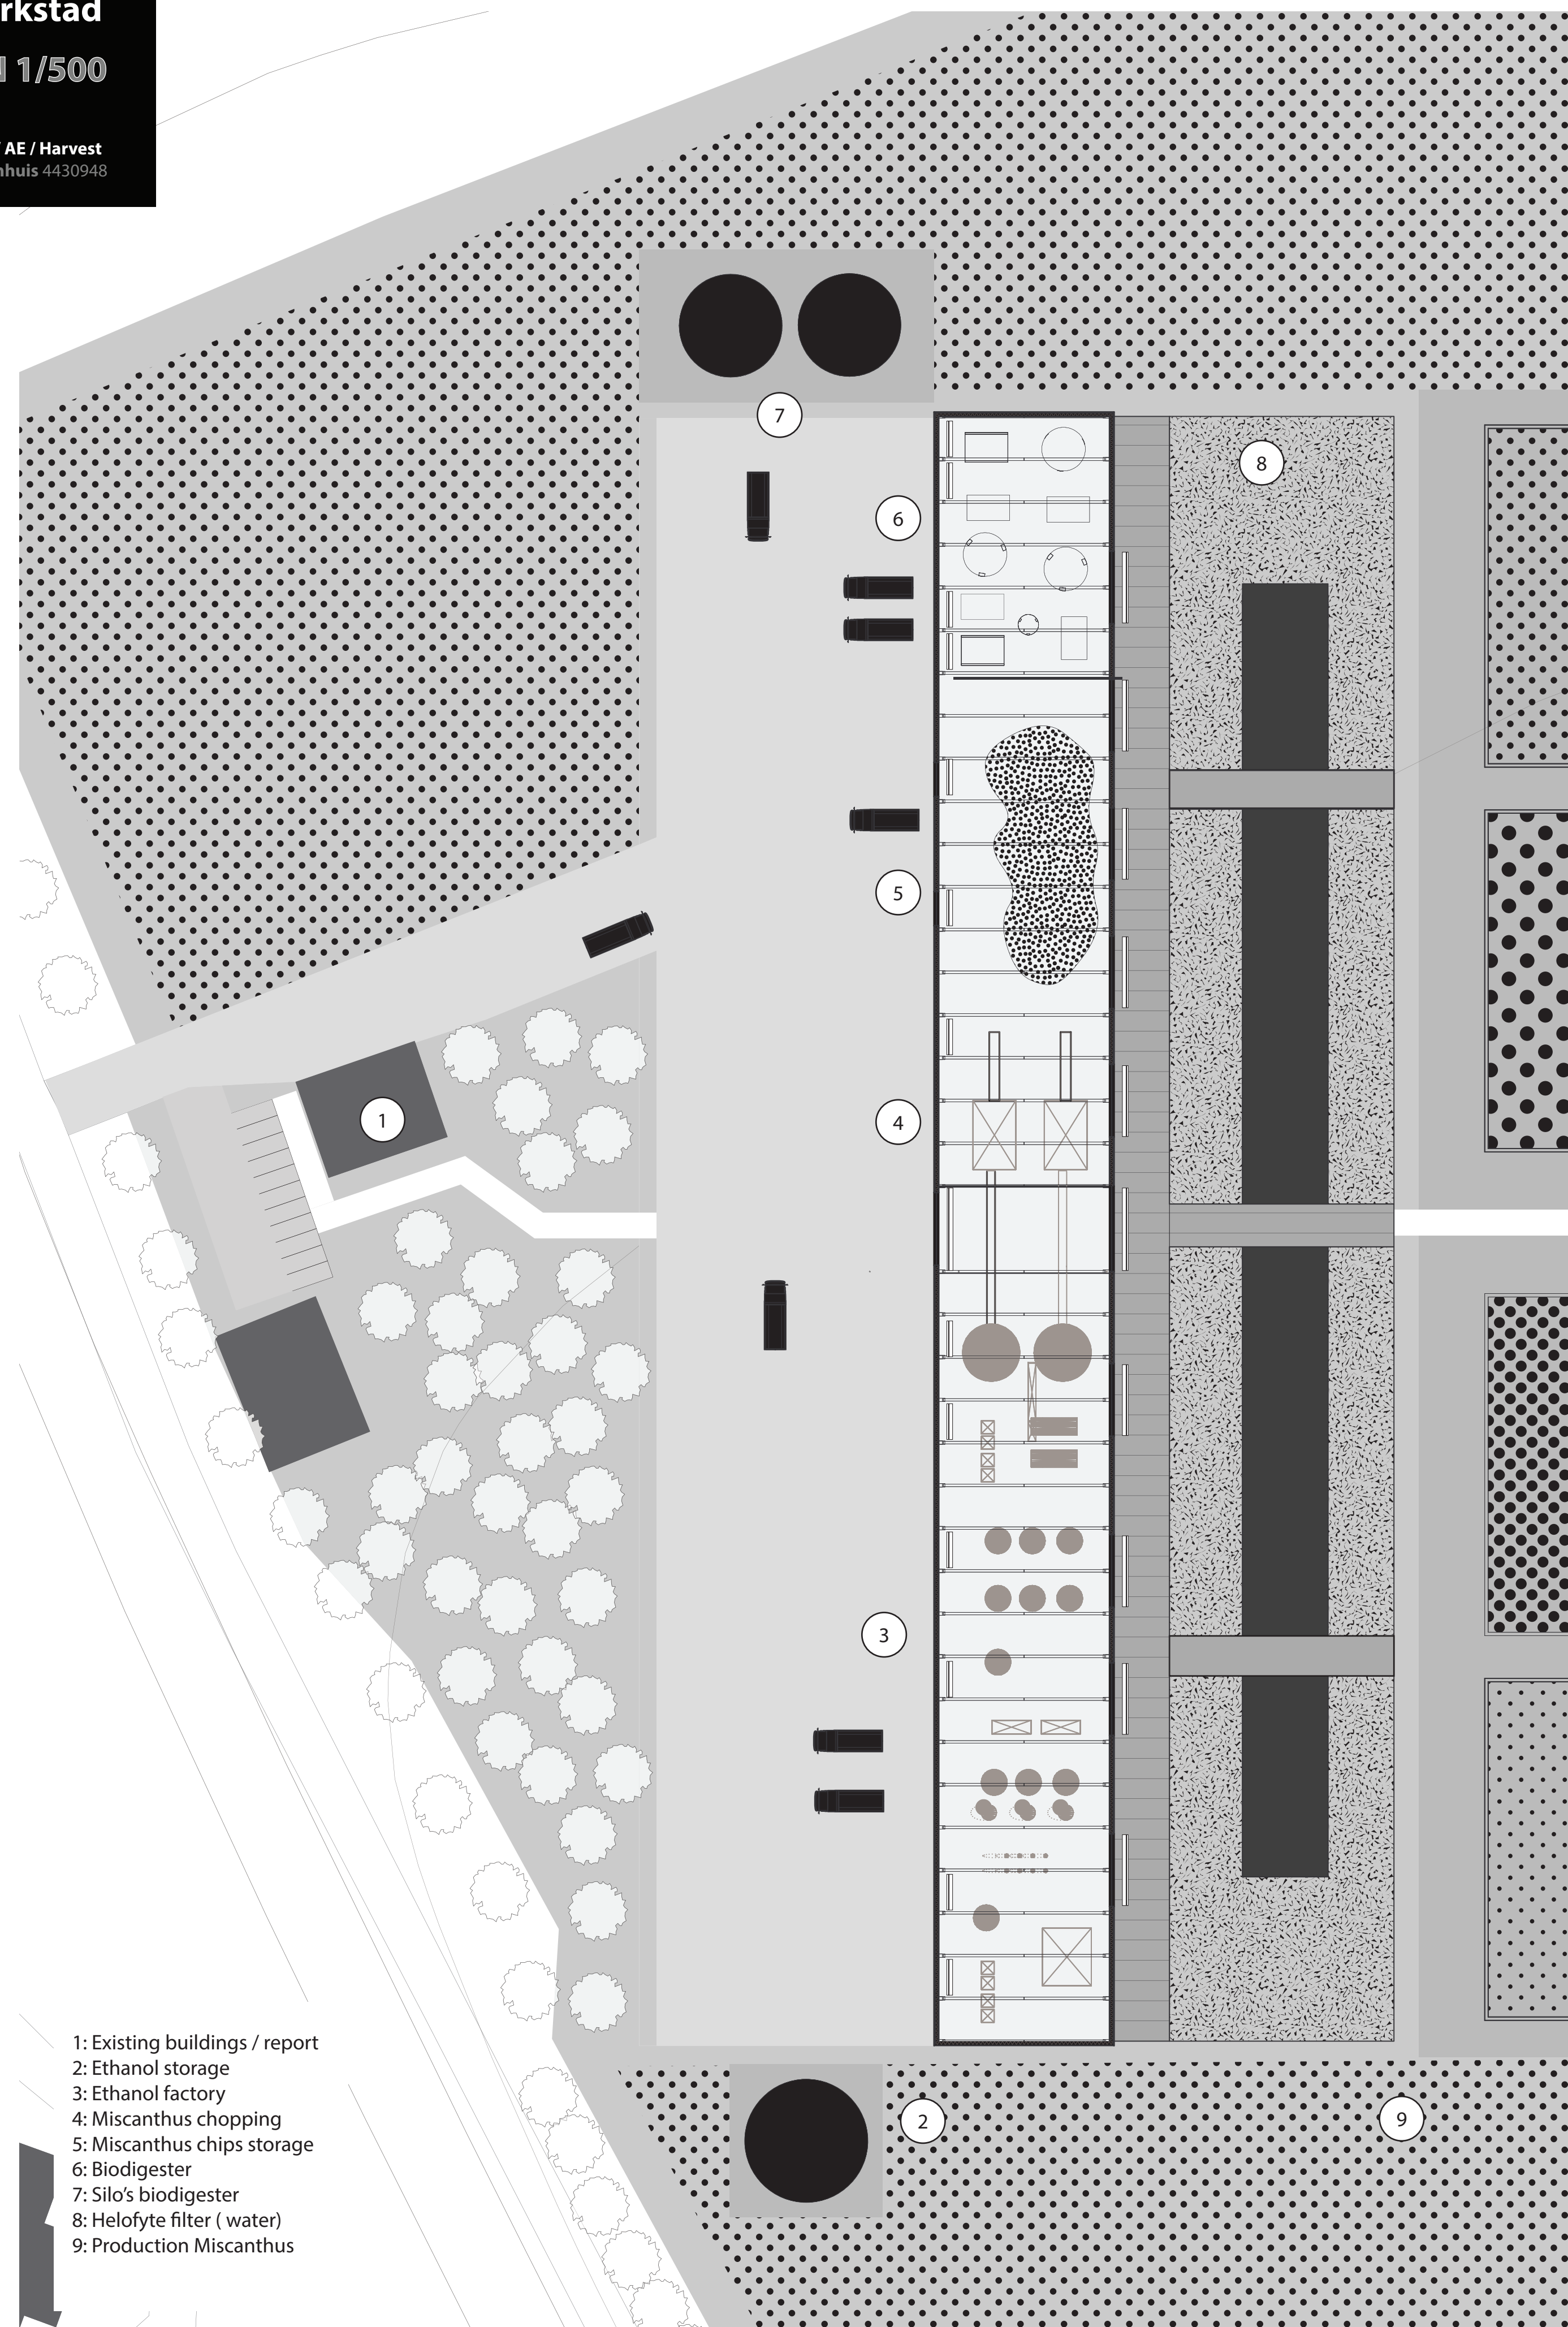 rkstad
1/500
AE / Harvest
nhuis 4430948
7
8
6
5
4
1
3
2
9
1: Existing buildings / report
2: Ethanol storage
3: Ethanol factory
4: Miscanthus chopping
5: Miscanthus chips storage
6: Biodigester
7: Silo's biodigester
8: Helofyte filter ( water)
9: Production Miscanthus